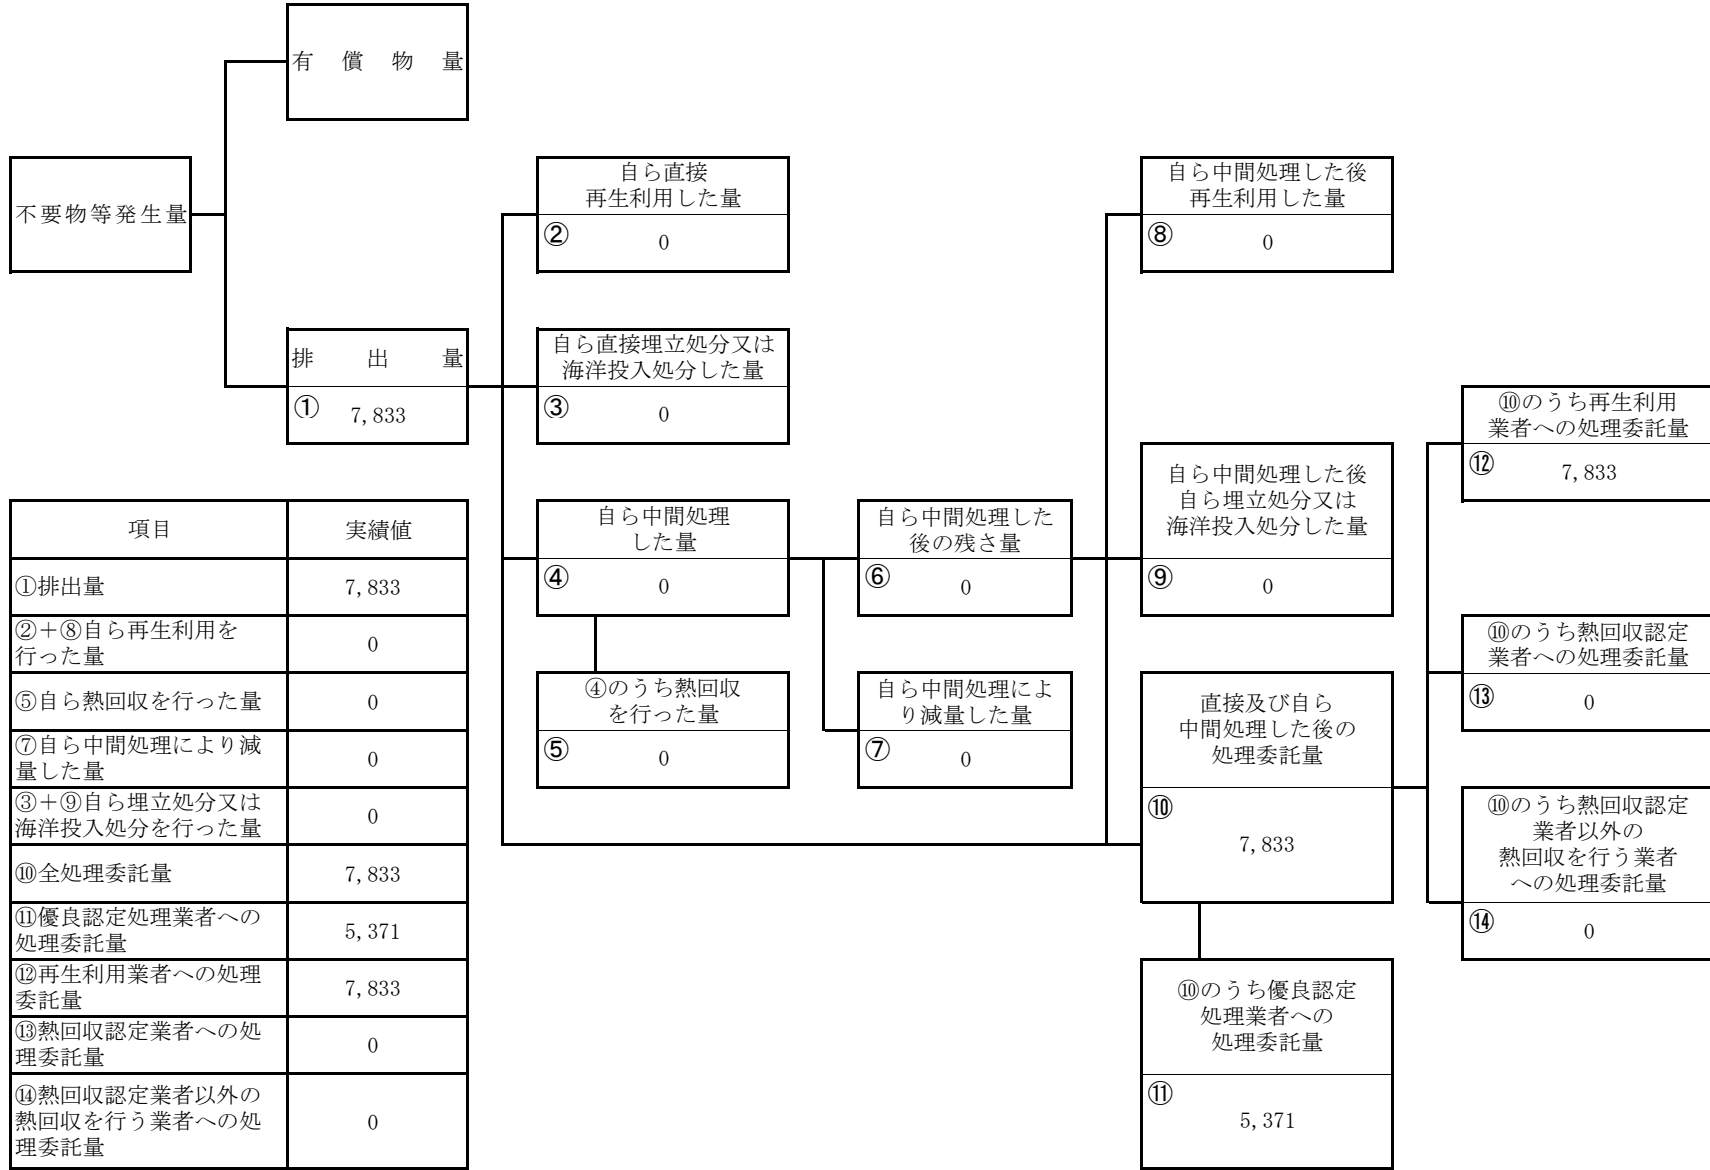 有償物量
不要物等発生量
自ら直接
再生利用した量
②
0
自ら中間処理した後
再生利用した量
⑧
0
排出量
①
7,833
自ら直接埋立処分又は
海洋投入処分した量
③
0
⑩のうち再生利用
業者への処理委託量
⑫
7,833
自ら中間処理
した量
④
0
自ら中間処理した
後の残さ量
⑥
0
自ら中間処理した後
自ら埋立処分又は
海洋投入処分した量
⑨
0
⑩のうち熱回収認定
業者への処理委託量
⑬
0
④のうち熱回収
を行った量
⑤
0
自ら中間処理によ
り減量した量
⑦
0
直接及び自ら
中間処理した後の
処理委託量
⑩
7,833
⑩のうち熱回収認定
業者以外の
熱回収を行う業者
への処理委託量
⑭
0
⑩のうち優良認定
処理業者への
処理委託量
⑪
5,371
項目 実績値
①排出量 7,833
②＋⑧自ら再生利用を
行った量 0
⑤自ら熱回収を行った量 0
⑦自ら中間処理により減
量した量 0
③＋⑨自ら埋立処分又は
海洋投入処分を行った量 0
⑩全処理委託量 7,833
⑪優良認定処理業者への
処理委託量 5,371
⑫再生利用業者への処理
委託量 7,833
⑬熱回収認定業者への処
理委託量 0
⑭熱回収認定業者以外の
熱回収を行う業者への処
理委託量 0